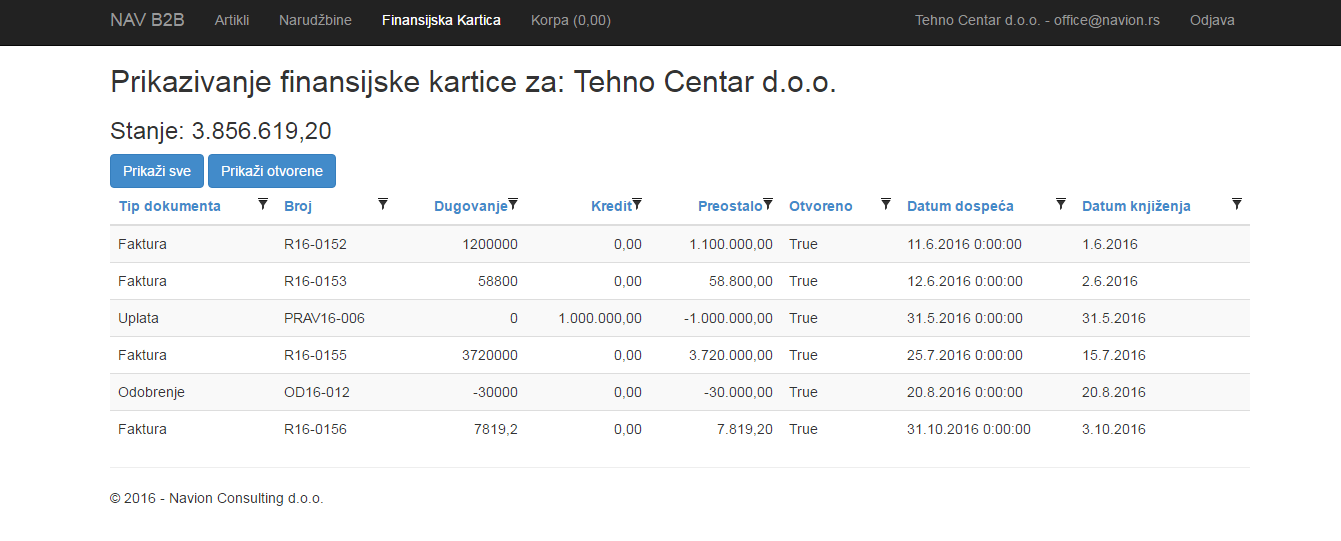 NAV B2B Artikli Narudžbine Finansijska Kartica Korpa (0,00) Tehno Centar d.o.o. - office@navion.rs Odjava
Prikazivanje finansijske kartice za: Tehno Centar d.o.o.
Stanje: 3.856.619,20
Prikaži sve Prikaži otvorene
Tip dokumenta Broj Dugovanje Kredit Preostalo Otvoreno Datum dospeća Datum knjiženja
Faktura R16-0152 1200000 0,00 1.100.000,00 True 11.6.2016 0:00:00 1.6.2016
Faktura R16-0153 58800 0,00 58.800,00 True 12.6.2016 0:00:00 2.6.2016
Uplata PRAV16-006 0 1.000.000,00 -1.000.000,00 True 31.5.2016 0:00:00 31.5.2016
Faktura R16-0155 3720000 0,00 3.720.000,00 True 25.7.2016 0:00:00 15.7.2016
Odobrenje OD16-012 -30000 0,00 -30.000,00 True 20.8.2016 0:00:00 20.8.2016
Faktura R16-0156 7819,2 0,00 7.819,20 True 31.10.2016 0:00:00 3.10.2016
© 2016 - Navion Consulting d.o.o.